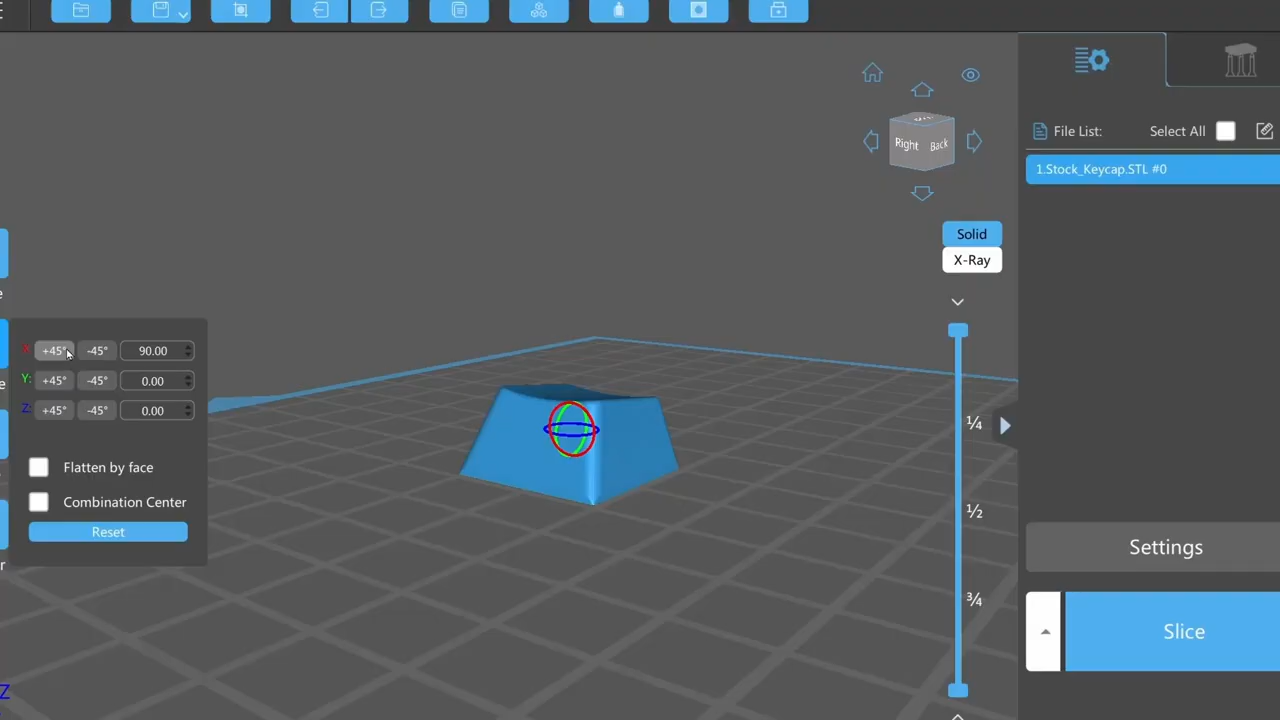 Right Back
File List:
Select All
1.Stock_Keycap.STL #0
Solid
X-Ray
X: +45° -45° 90.00
Y: +45° -45° 0.00
Z: +45° -45° 0.00
¼
½
¾
Flatten by face
Combination Center
Reset
Settings
Slice
Z